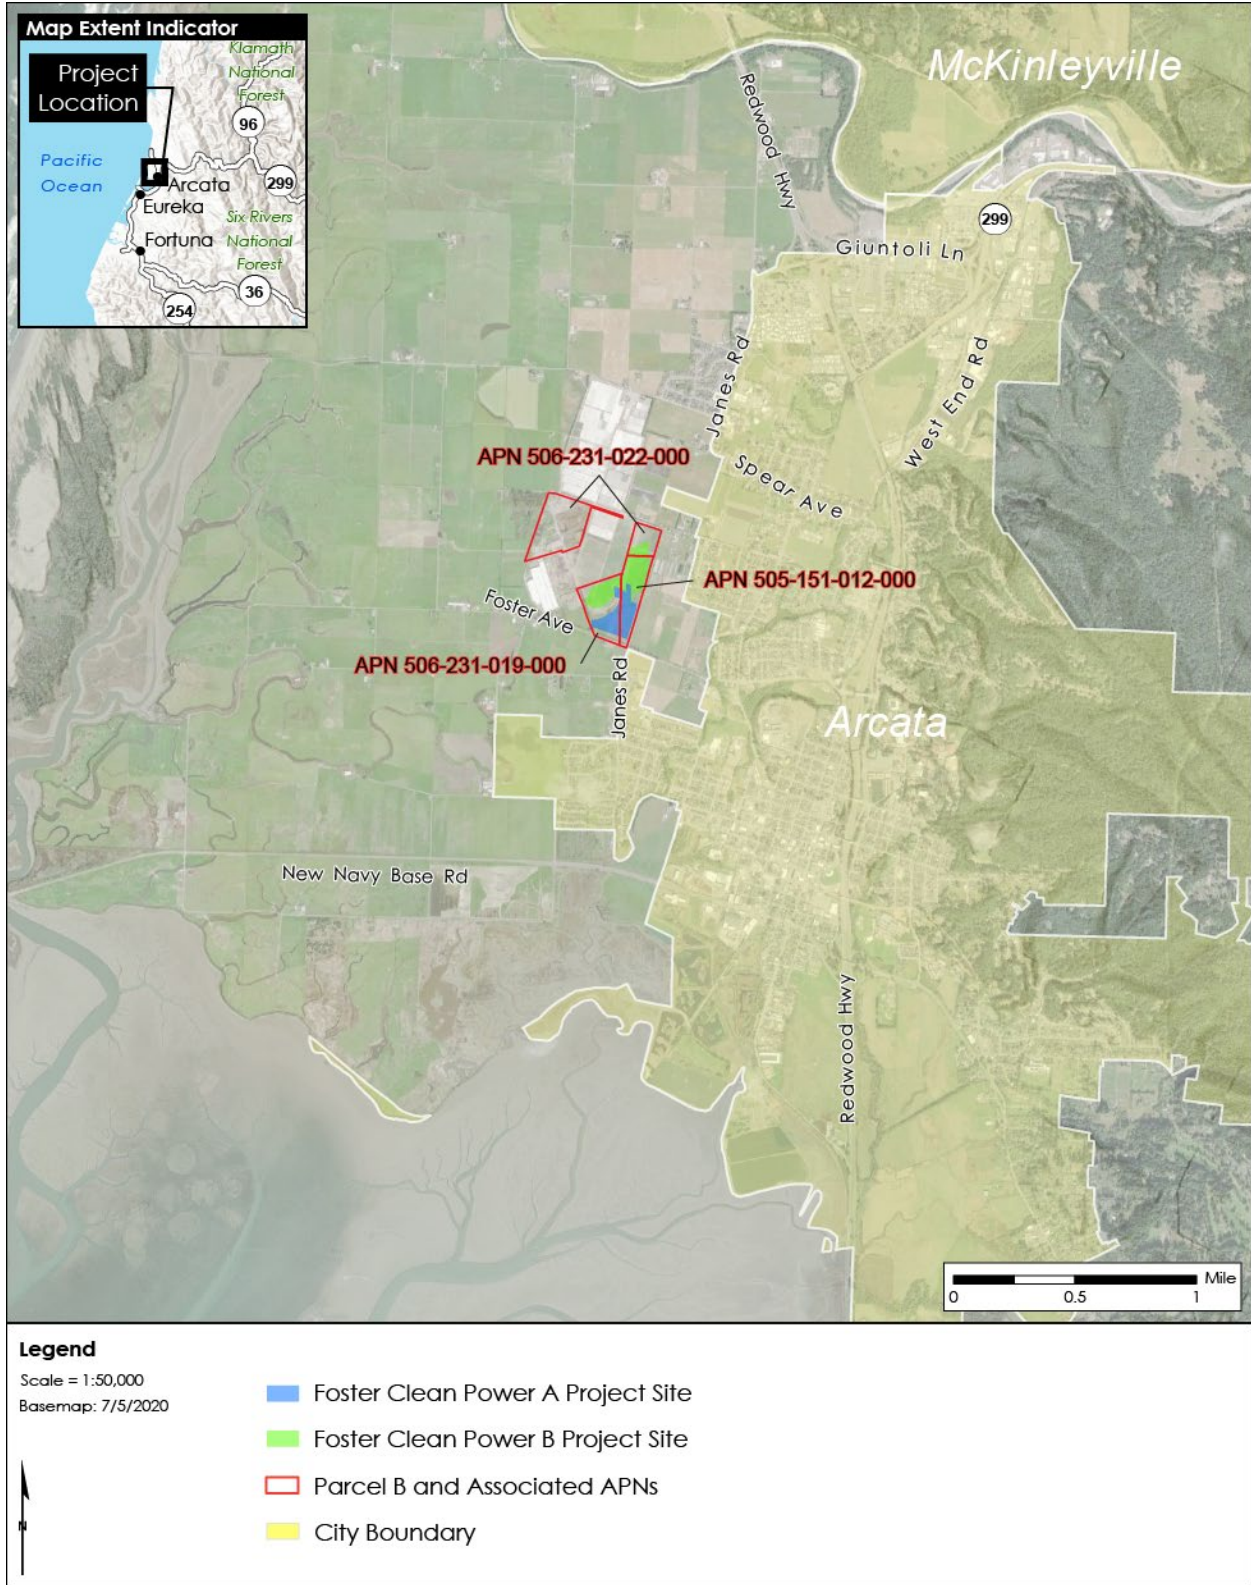 Map Extent Indicator
Project
Location
Klamath
National
Forest
96
Pacific
Ocean
299
Arcata
Eureka
Six Rivers
National
Forest
Fortuna
36
254
McKinleyville
Redwood Hwy
299
Giuntoli Ln
Janes Rd
West End Rd
APN 506-231-022-000
Spear Ave
APN 505-151-012-000
Foster Ave
APN 506-231-019-000
Janes Rd
Arcata
New Navy Base Rd
Redwood Hwy
Mile
0
0.5
1
Legend
Scale = 1:50,000
Basemap: 7/5/2020
Foster Clean Power A Project Site
Foster Clean Power B Project Site
Parcel B and Associated APNs
City Boundary
N